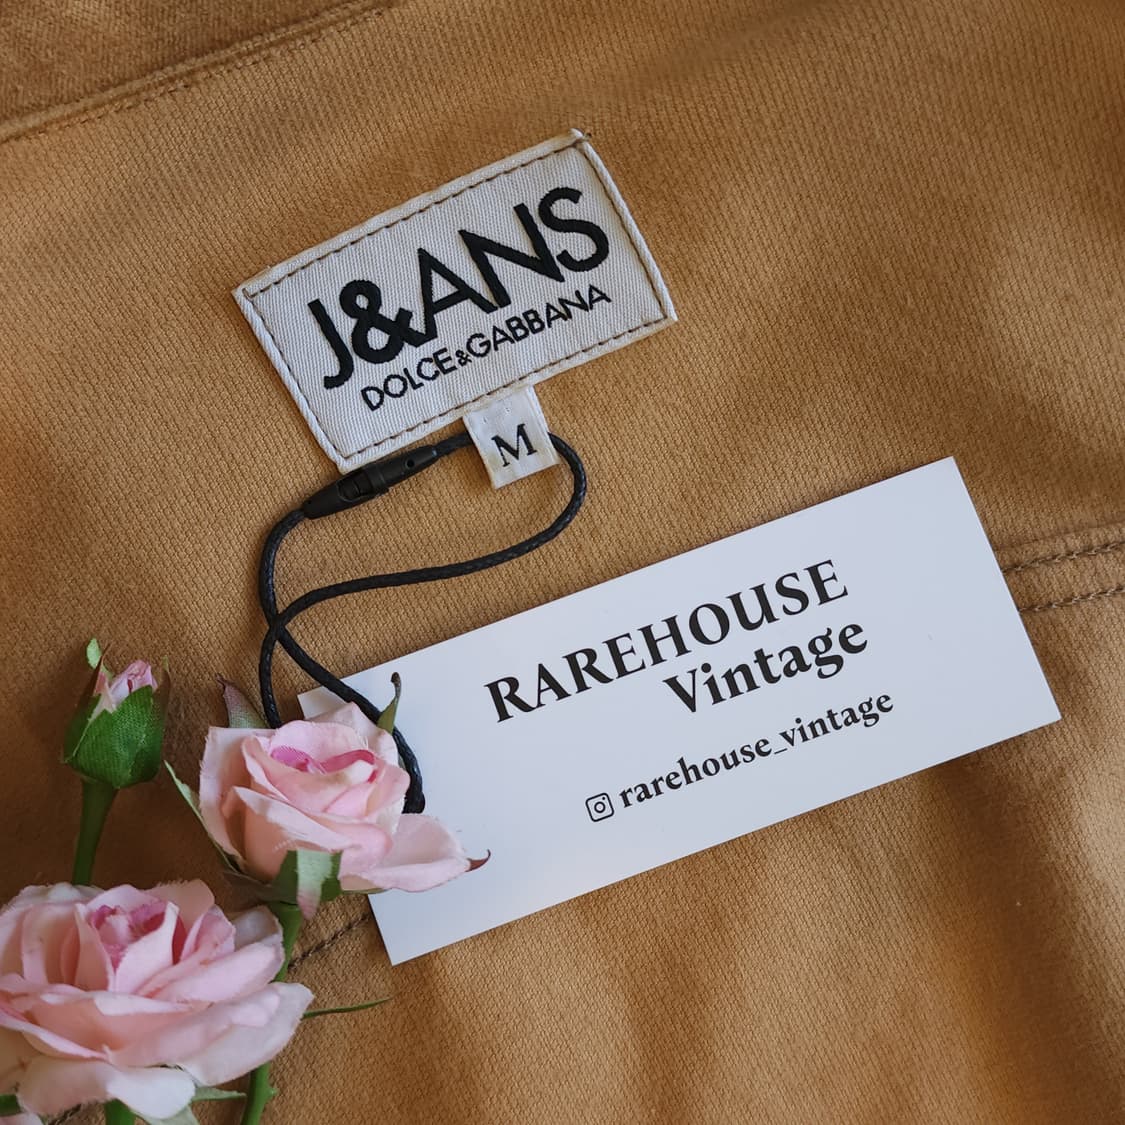 J&ANS
DOLCE&GABBANA
M
RAREHOUSE
Vintage
rarehouse_vintage